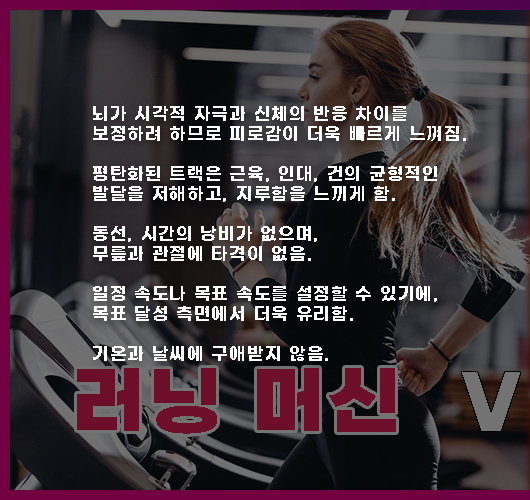 뇌가 시각적 자극과 신체의 반응 차이를
보정하려 하므로 피로감이 더욱 빠르게 느껴짐.
평탄화된 트랙은 근육, 인대, 건의 균형적인
발달을 저해하고, 지루함을 느끼게 함.
동선, 시간의 낭비가 없으며,
무릎과 관절에 타격이 없음.
일정 속도나 목표 속도를 설정할 수 있기에,
목표 달성 측면에서 더욱 유리함.
기온과 날씨에 구애받지 않음.
러닝 머신 V